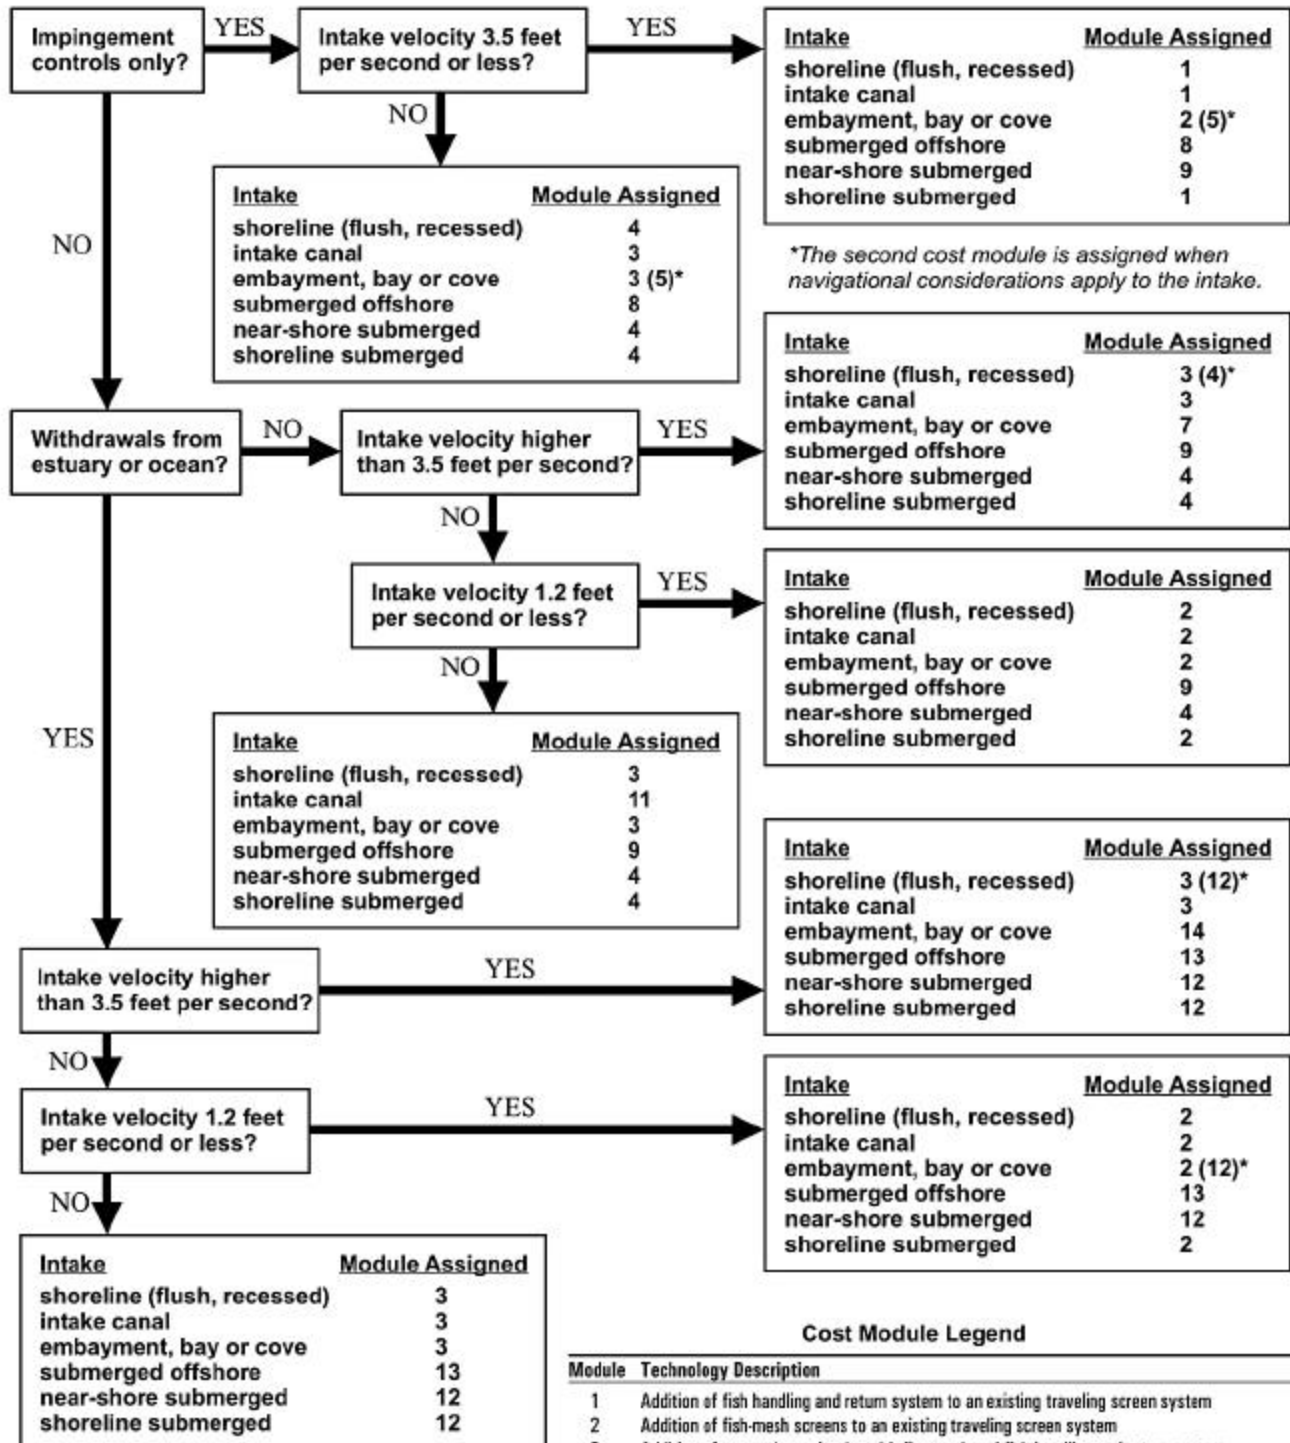 Impingement
controls only?
YES
Intake velocity 3.5 feet
per second or less?
YES
Intake Module Assigned
shoreline (flush, recessed) 1
intake canal 1
embayment, bay or cove 2 (5)*
submerged offshore 8
near-shore submerged 9
shoreline submerged 1
NO
Intake Module Assigned
shoreline (flush, recessed) 4
intake canal 3
embayment, bay or cove 3 (5)*
submerged offshore 8
near-shore submerged 4
shoreline submerged 4
*The second cost module is assigned when
navigational considerations apply to the intake.
NO
Withdrawals from
estuary or ocean?
NO
Intake velocity higher
than 3.5 feet per second?
YES
Intake Module Assigned
shoreline (flush, recessed) 3 (4)*
intake canal 3
embayment, bay or cove 7
submerged offshore 9
near-shore submerged 4
shoreline submerged 4
NO
Intake velocity 1.2 feet
per second or less?
YES
Intake Module Assigned
shoreline (flush, recessed) 2
intake canal 2
embayment, bay or cove 2
submerged offshore 9
near-shore submerged 4
shoreline submerged 2
NO
Intake Module Assigned
shoreline (flush, recessed) 3
intake canal 11
embayment, bay or cove 3
submerged offshore 9
near-shore submerged 4
shoreline submerged 4
YES
Intake velocity higher
than 3.5 feet per second?
YES
Intake Module Assigned
shoreline (flush, recessed) 3 (12)*
intake canal 3
embayment, bay or cove 14
submerged offshore 13
near-shore submerged 12
shoreline submerged 12
NO
Intake velocity 1.2 feet
per second or less?
YES
Intake Module Assigned
shoreline (flush, recessed) 2
intake canal 2
embayment, bay or cove 2 (12)*
submerged offshore 13
near-shore submerged 12
shoreline submerged 2
NO
Intake Module Assigned
shoreline (flush, recessed) 3
intake canal 3
embayment, bay or cove 3
submerged offshore 13
near-shore submerged 12
shoreline submerged 12
Cost Module Legend
Module Technology Description
1 Addition of fish handling and return system to an existing traveling screen system
2 Addition of fish-mesh screens to an existing traveling screen system